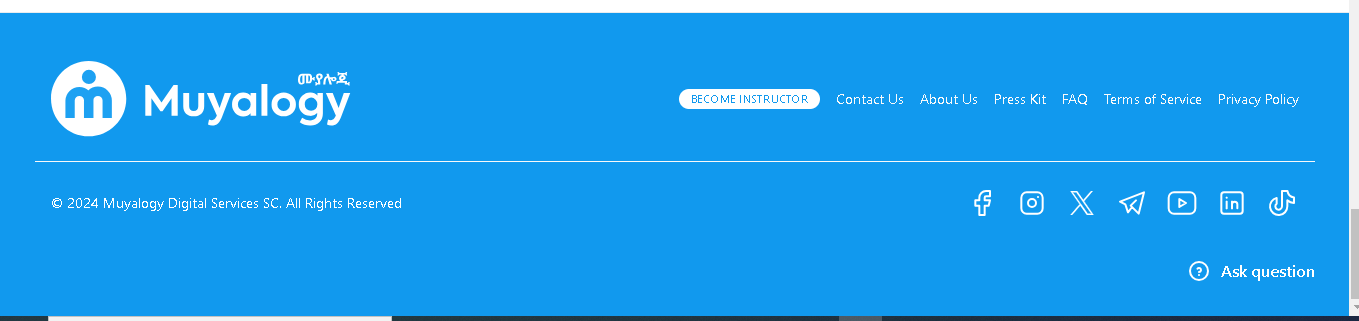 ሙያሎጂ
Muyalogy
BECOME INSTRUCTOR Contact Us About Us Press Kit FAQ Terms of Service Privacy Policy
© 2024 Muyalogy Digital Services SC. All Rights Reserved
Ask question